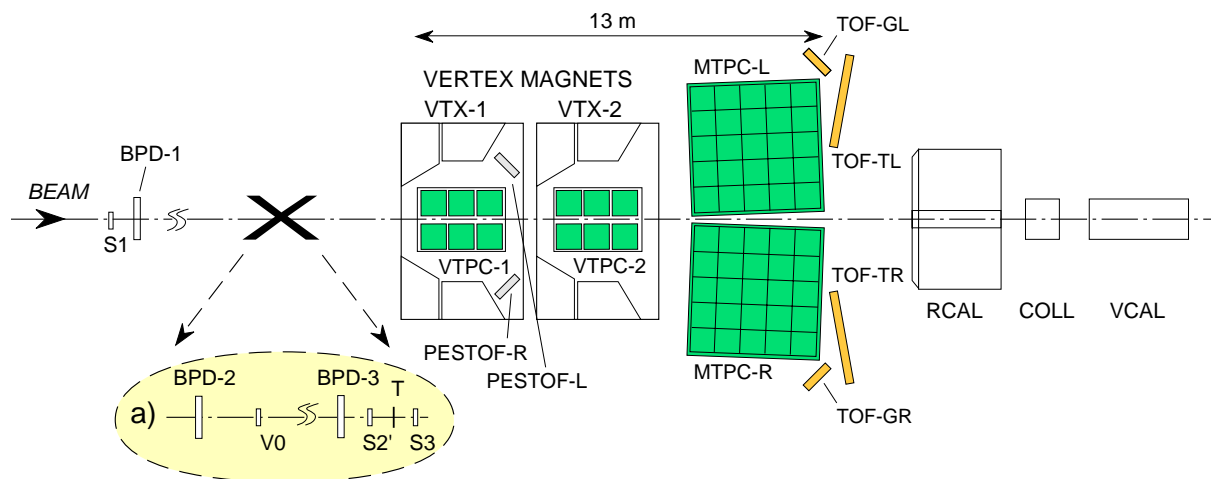 13 m
TOF-GL
VERTEX MAGNETS
MTPC-L
VTX-1
VTX-2
BPD-1
TOF-TL
BEAM
S1
VTPC-1
VTPC-2
TOF-TR
RCAL
COLL
VCAL
PESTOF-R
PESTOF-L
MTPC-R
BPD-2
BPD-3
T
TOF-GR
a)
V0
S2'
S3